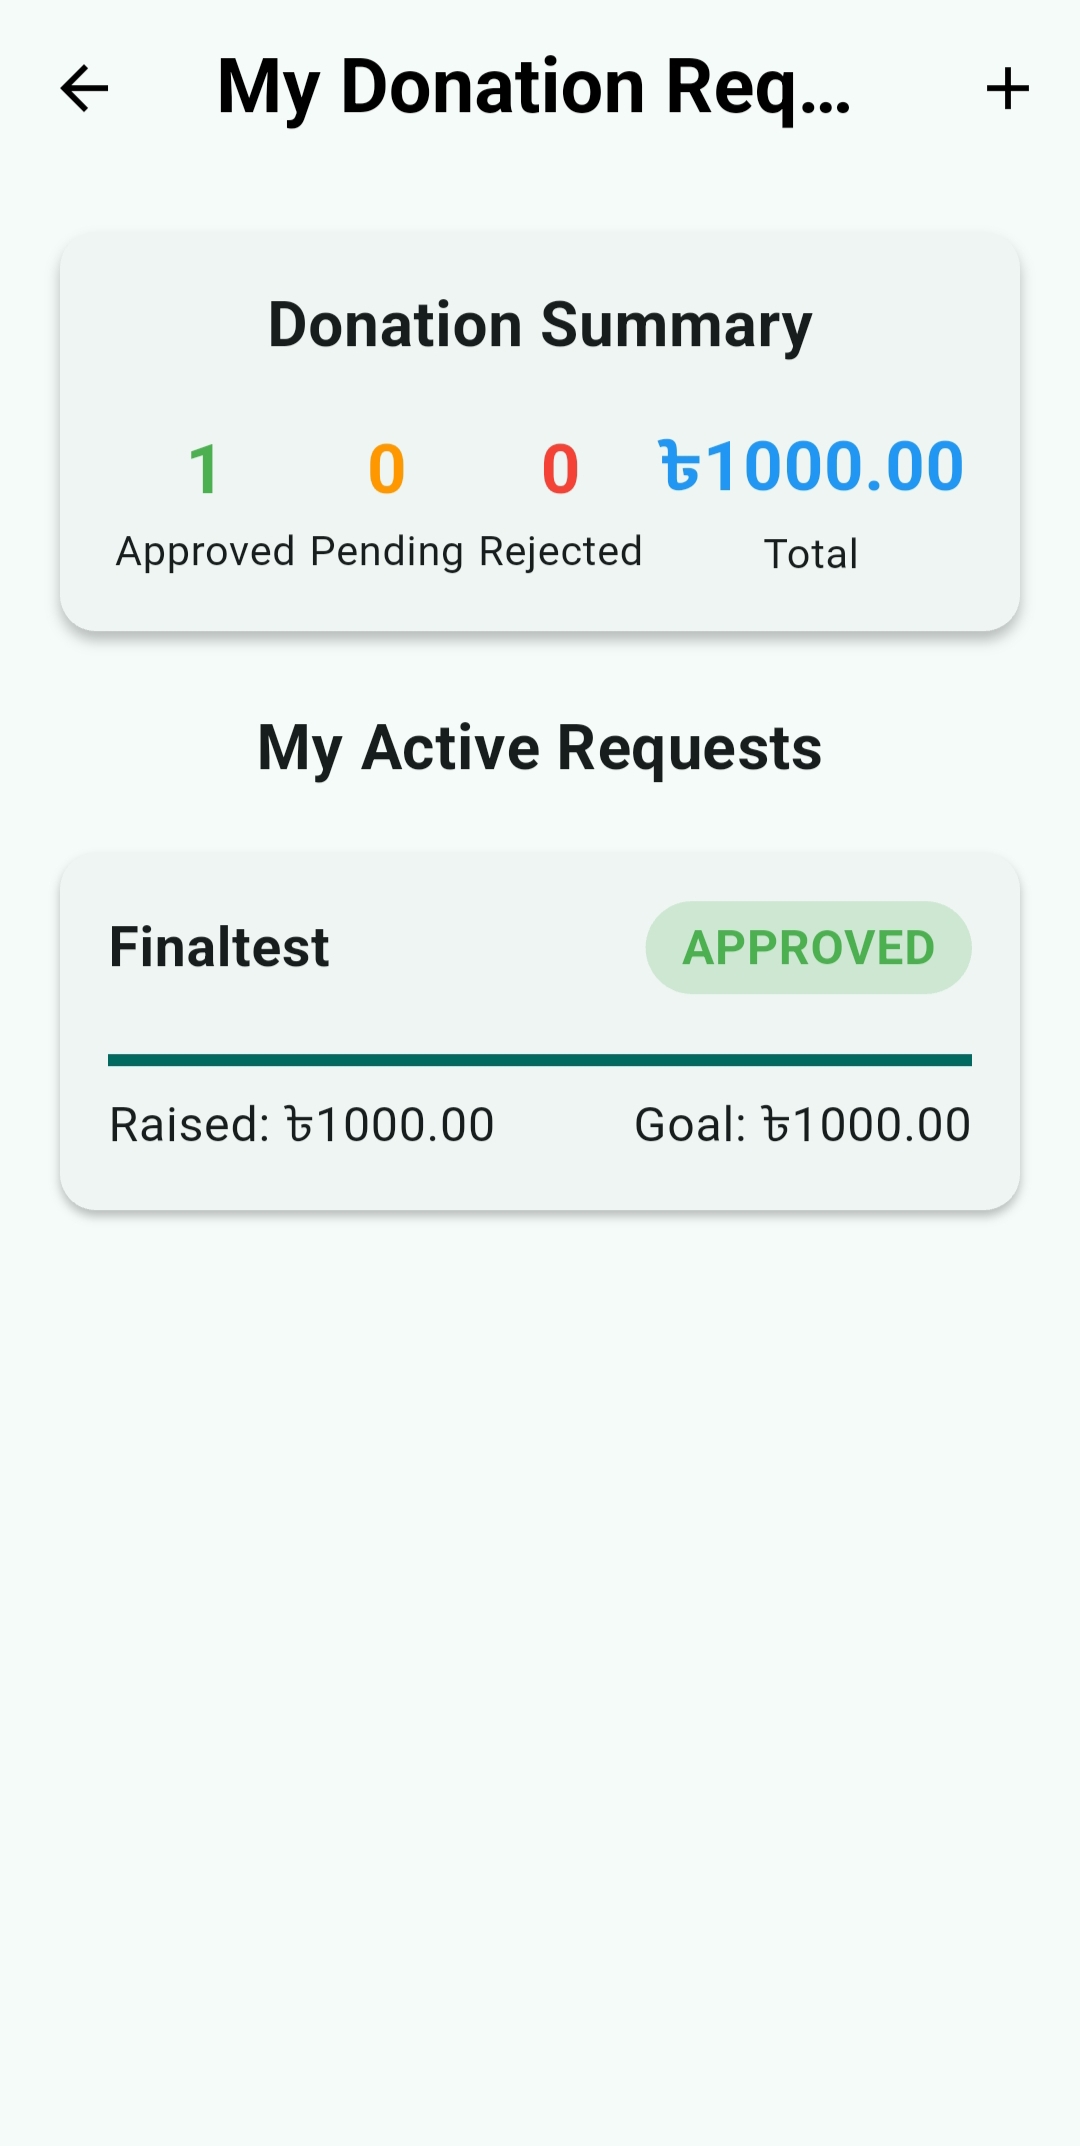 My Donation Req...
Donation Summary
1 0 0 ৳1000.00
Approved Pending Rejected Total
My Active Requests
Finaltest APPROVED
Raised: ৳1000.00 Goal: ৳1000.00